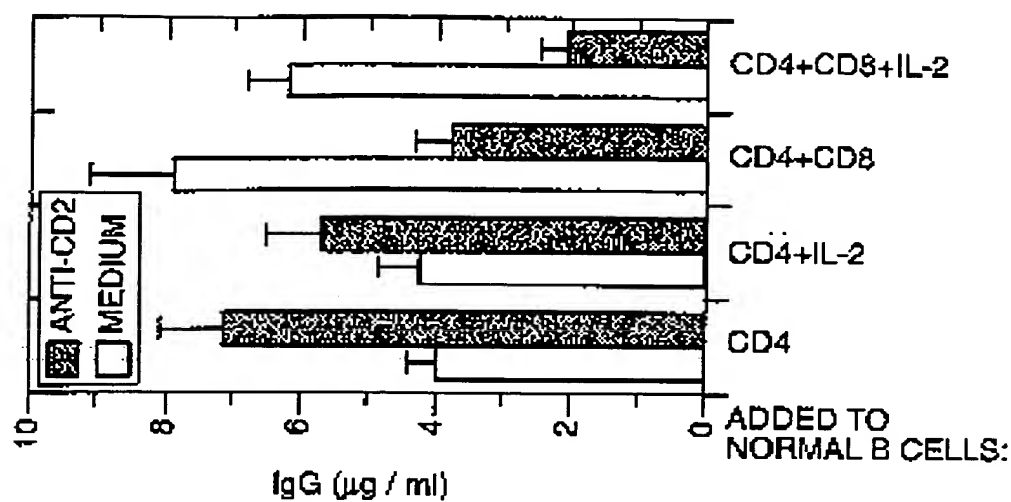 CD4+CD8+IL-2
CD4+CD8
CD4+IL-2
CD4
ADDED TO
NORMAL B CELLS:
ANTI-CD2
MEDIUM
10
8
6
4
2
0
IgG (µg / ml)